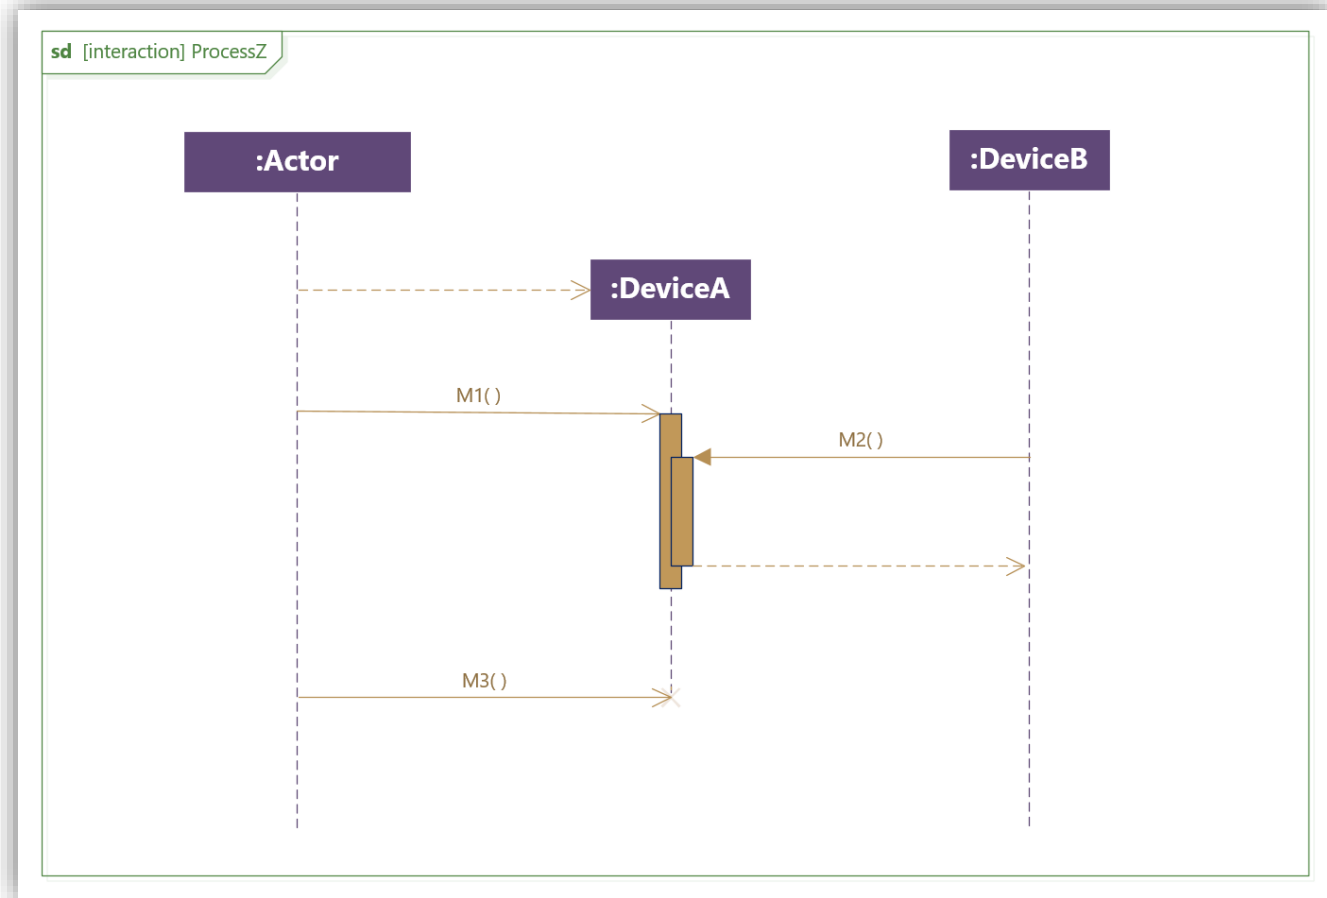 sd [interaction] ProcessZ
:Actor
:DeviceB
:DeviceA
M1( )
M2( )
M3( )